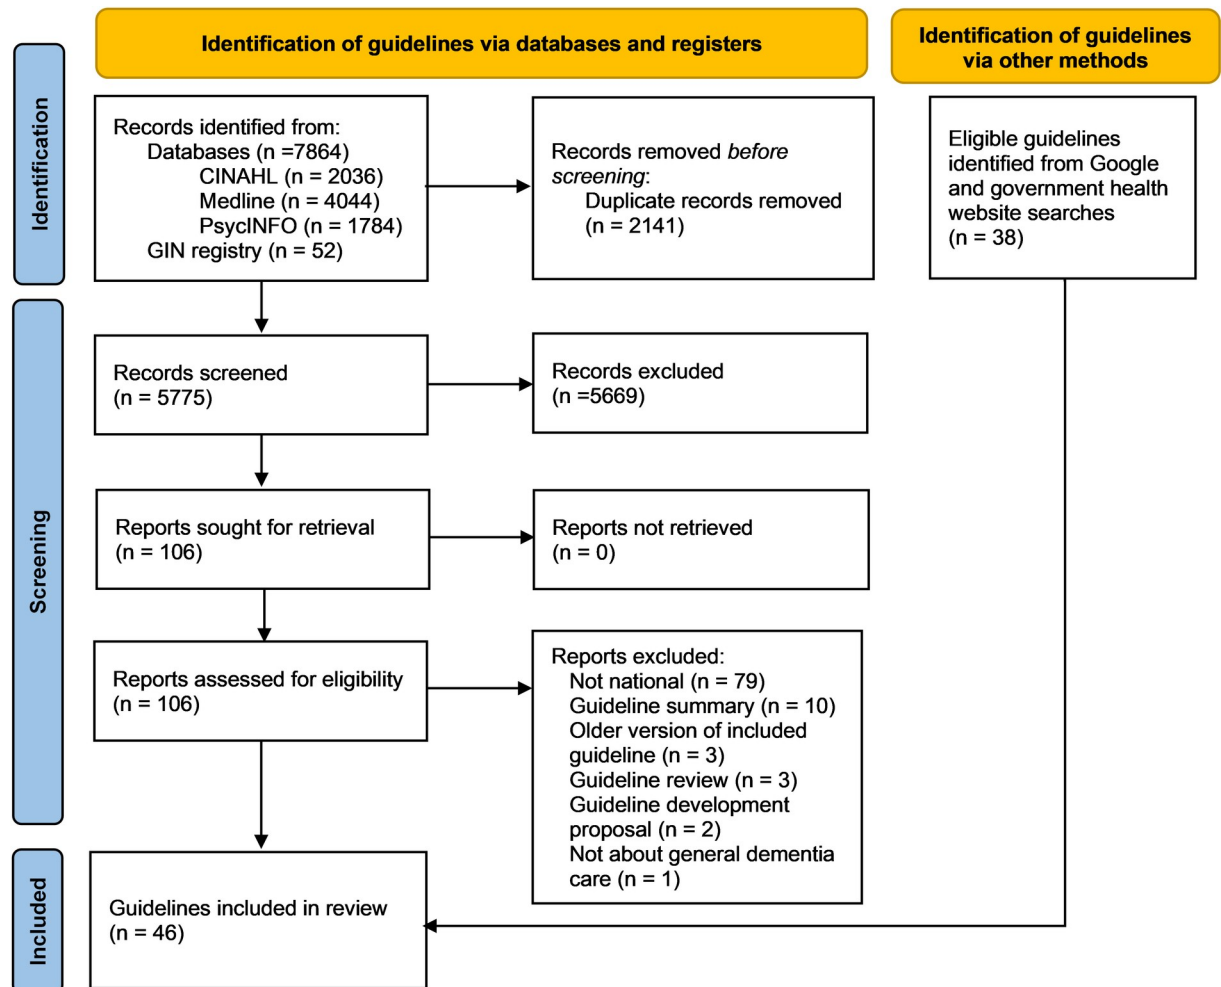 Identification of guidelines via databases and registers
Identification of guidelines
via other methods
Identification
Records identified from:
Databases (n =7864)
CINAHL (n = 2036)
Medline (n = 4044)
PsycINFO (n = 1784)
GIN registry (n = 52)
Records removed before
screening:
Duplicate records removed
(n = 2141)
Eligible guidelines
identified from Google
and government health
website searches
(n = 38)
Screening
Records screened
(n = 5775)
Records excluded
(n =5669)
Reports sought for retrieval
(n = 106)
Reports not retrieved
(n = 0)
Reports assessed for eligibility
(n = 106)
Reports excluded:
Not national (n = 79)
Guideline summary (n = 10)
Older version of included
guideline (n = 3)
Guideline review (n = 3)
Guideline development
proposal (n = 2)
Not about general dementia
care (n = 1)
Included
Guidelines included in review
(n = 46)